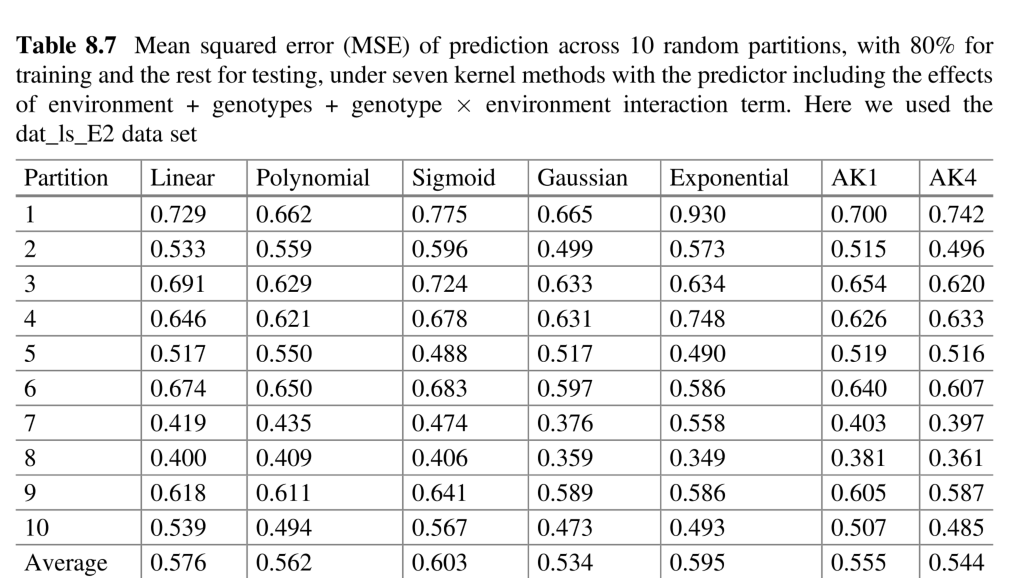 Table 8.7 Mean squared error (MSE) of prediction across 10 random partitions, with 80% for
training and the rest for testing, under seven kernel methods with the predictor including the effects
of environment + genotypes + genotype × environment interaction term. Here we used the
dat_ls_E2 data set
Partition Linear Polynomial Sigmoid Gaussian Exponential AK1 AK4
1 0.729 0.662 0.775 0.665 0.930 0.700 0.742
2 0.533 0.559 0.596 0.499 0.573 0.515 0.496
3 0.691 0.629 0.724 0.633 0.634 0.654 0.620
4 0.646 0.621 0.678 0.631 0.748 0.626 0.633
5 0.517 0.550 0.488 0.517 0.490 0.519 0.516
6 0.674 0.650 0.683 0.597 0.586 0.640 0.607
7 0.419 0.435 0.474 0.376 0.558 0.403 0.397
8 0.400 0.409 0.406 0.359 0.349 0.381 0.361
9 0.618 0.611 0.641 0.589 0.586 0.605 0.587
10 0.539 0.494 0.567 0.473 0.493 0.507 0.485
Average 0.576 0.562 0.603 0.534 0.595 0.555 0.544